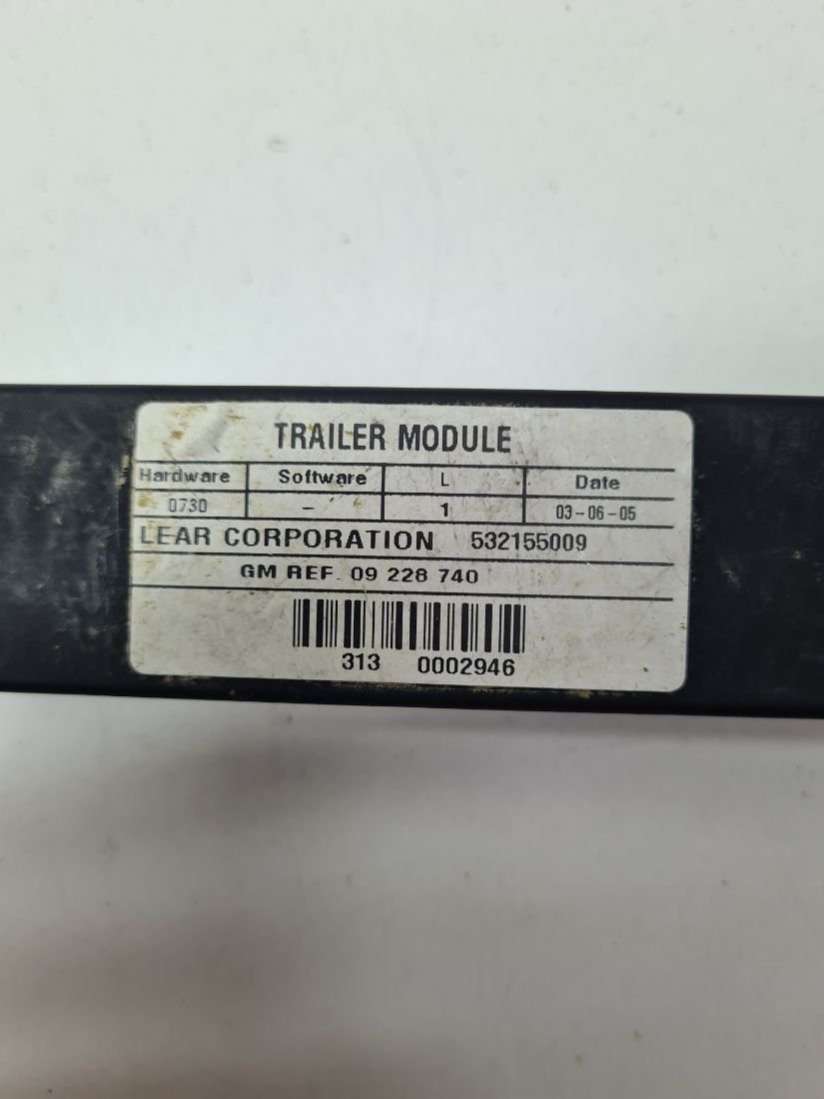 TRAILER MODULE
Hardware Software L Date
0730 – 1 03-06-05
LEAR CORPORATION 532155009
GM REF. 09 228 740
313 0002946